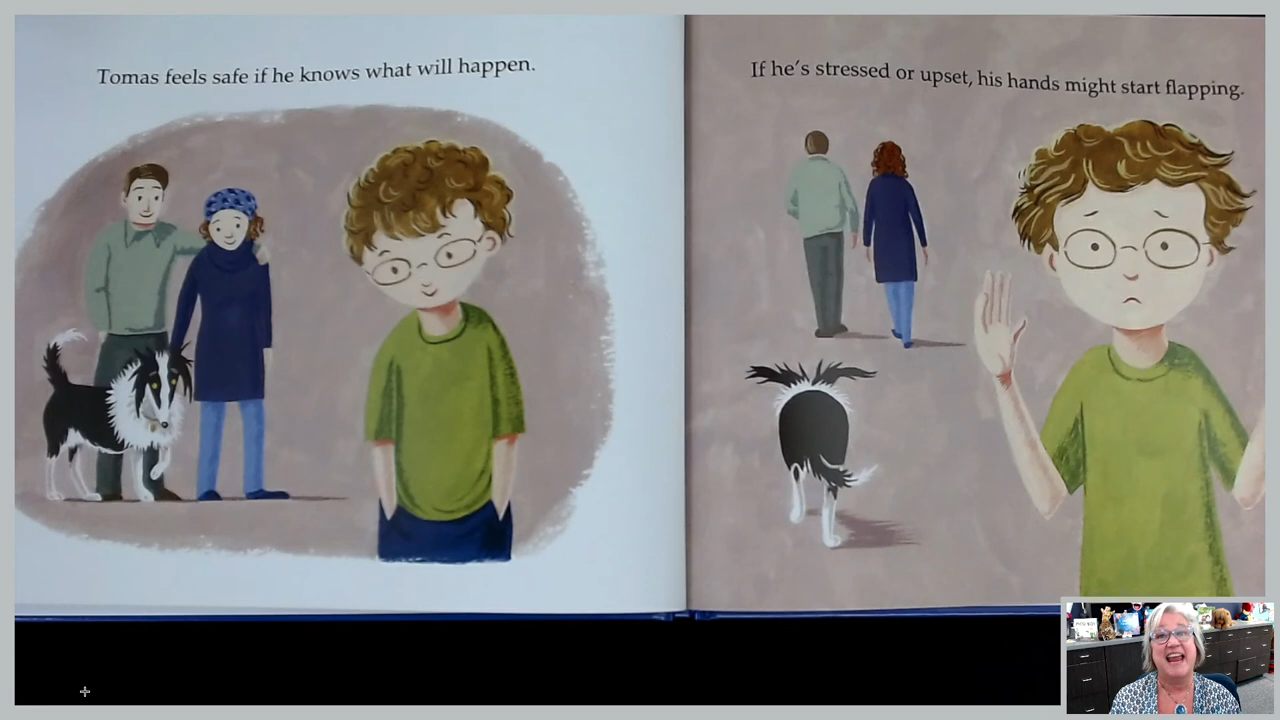 Tomas feels safe if he knows what will happen.
If he's stressed or upset, his hands might start flapping.